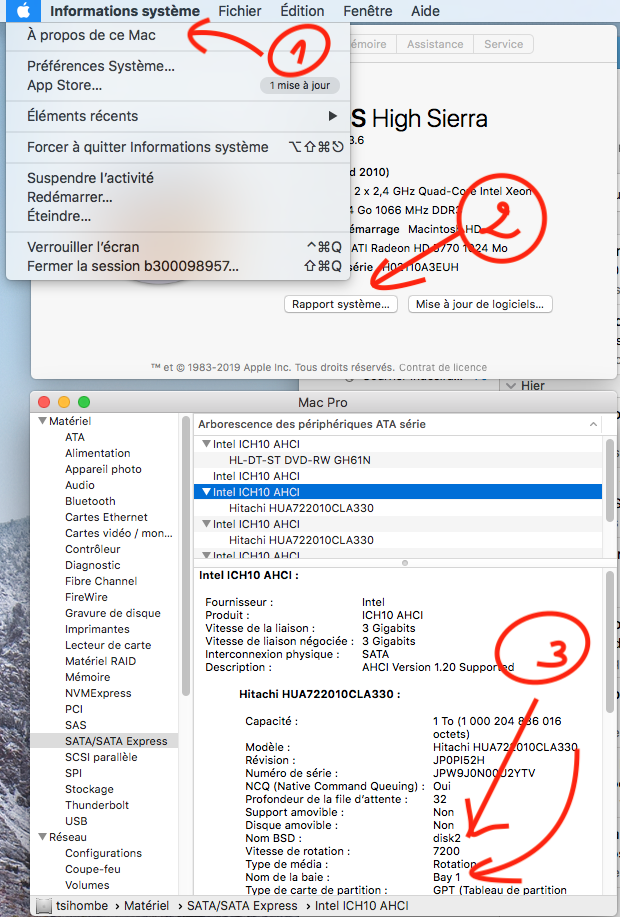 Informations système Fichier Édition Fenêtre Aide
À propos de ce Mac
1
Préférences Système...
App Store... 1 mise à jour
Éléments récents
Forcer à quitter Informations système ⌥⇧⌘⎋
Suspendre l'activité
Redémarrer...
Éteindre...
Verrouiller l'écran ^⌘Q
Fermer la session b300098957... ⇧⌘Q
émoire Assistance Service
S High Sierra
3.6
d 2010)
2 x 2,4 GHz Quad-Core Intel Xeon
Go 1066 MHz DDR3
émarrage Macintosh HD
ATI Radeon HD 5770 1024 Mo
série H02110A3EUH
2
Rapport système... Mise à jour de logiciels...
™ et © 1983-2019 Apple Inc. Tous droits réservés. Contrat de licence
Hier
Mac Pro
Matériel
ATA
Alimentation
Appareil photo
Audio
Bluetooth
Cartes Ethernet
Cartes vidéo / mon...
Contrôleur
Diagnostic
Fibre Channel
FireWire
Gravure de disque
Imprimantes
Lecteur de carte
Matériel RAID
Mémoire
NVMExpress
PCI
SAS
SATA/SATA Express
SCSI parallèle
SPI
Stockage
Thunderbolt
USB
Réseau
Configurations
Coupe-feu
Volumes
Arborescence des périphériques ATA série
Intel ICH10 AHCI
HL-DT-ST DVD-RW GH61N
Intel ICH10 AHCI
Intel ICH10 AHCI
Hitachi HUA722010CLA330
Intel ICH10 AHCI
Hitachi HUA722010CLA330
Intel ICH10 AHCI
Intel ICH10 AHCI :
Fournisseur : Intel
Produit : ICH10 AHCI
Vitesse de la liaison : 3 Gigabits
Vitesse de liaison négociée : 3 Gigabits
Interconnexion physique : SATA
Description : AHCI Version 1.20 Supported
3
Hitachi HUA722010CLA330 :
Capacité : 1 To (1 000 204 886 016
octets)
Modèle : Hitachi HUA722010CLA330
Révision : JP0PI52H
Numéro de série : JPW9J0N00U2YTV
NCQ (Native Command Queuing) : Oui
Profondeur de la file d'attente : 32
Support amovible : Non
Disque amovible : Non
Nom BSD : disk2
Vitesse de rotation : 7200
Type de média : Rotation
Nom de la baie : Bay 1
Type de carte de partition : GPT (Tableau de partition
tsihombe › Matériel › SATA/SATA Express › Intel ICH10 AHCI